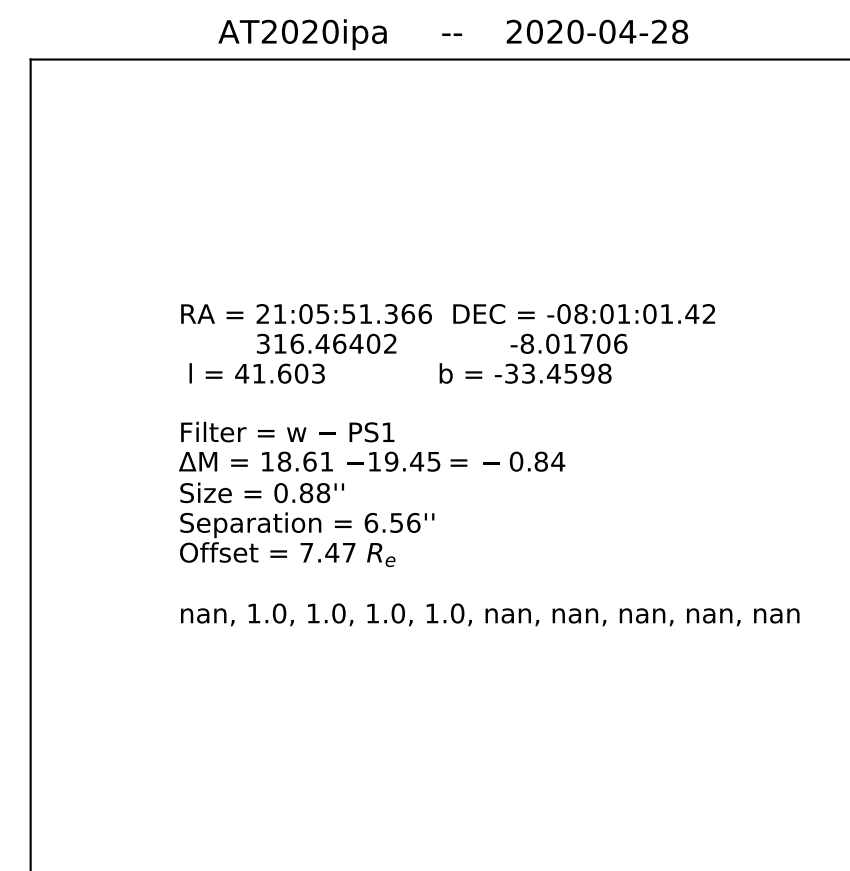 AT2020ipa -- 2020-04-28
RA = 21:05:51.366 DEC = -08:01:01.42
316.46402 -8.01706
l = 41.603 b = -33.4598
Filter = w − PS1
ΔM = 18.61 −19.45 = − 0.84
Size = 0.88''
Separation = 6.56''
Offset = 7.47 Re
nan, 1.0, 1.0, 1.0, 1.0, nan, nan, nan, nan, nan